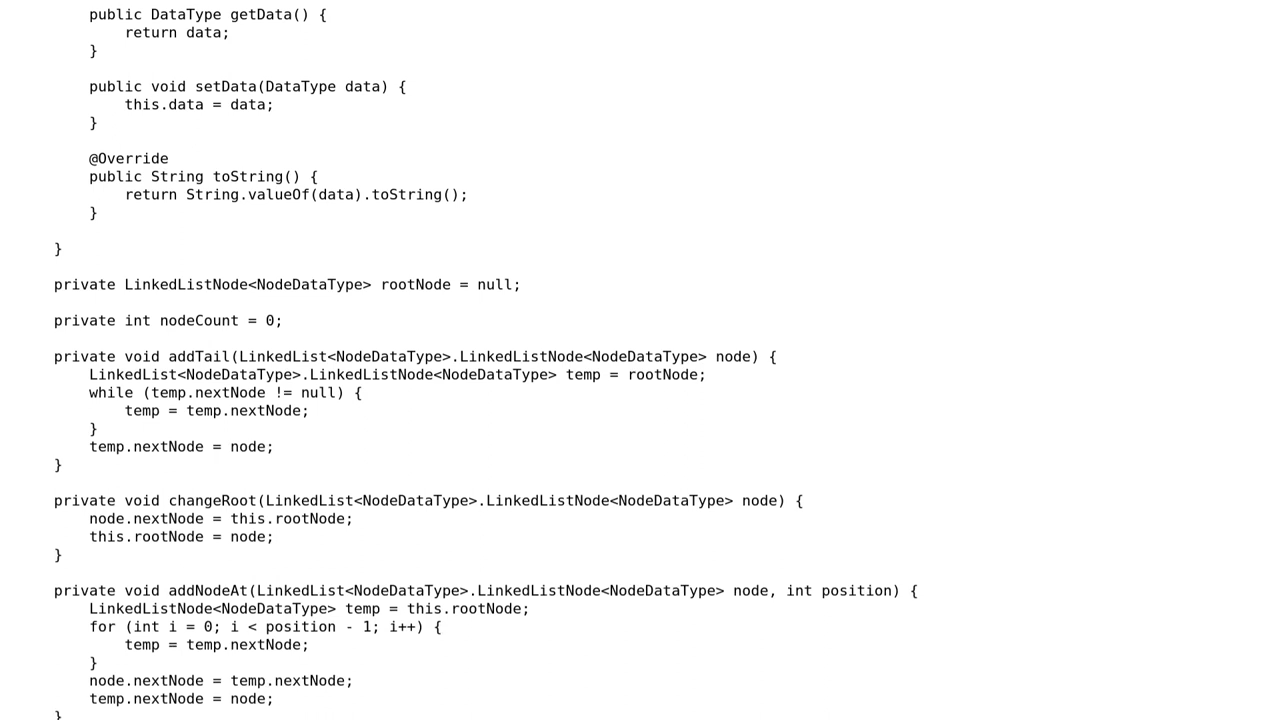 public DataType getData() {
return data;
}
public void setData(DataType data) {
this.data = data;
}
@Override
public String toString() {
return String.valueOf(data).toString();
}
}
private LinkedListNode<NodeDataType> rootNode = null;
private int nodeCount = 0;
private void addTail(LinkedList<NodeDataType>.LinkedListNode<NodeDataType> node) {
LinkedList<NodeDataType>.LinkedListNode<NodeDataType> temp = rootNode;
while (temp.nextNode != null) {
temp = temp.nextNode;
}
temp.nextNode = node;
}
private void changeRoot(LinkedList<NodeDataType>.LinkedListNode<NodeDataType> node) {
node.nextNode = this.rootNode;
this.rootNode = node;
}
private void addNodeAt(LinkedList<NodeDataType>.LinkedListNode<NodeDataType> node, int position) {
LinkedListNode<NodeDataType> temp = this.rootNode;
for (int i = 0; i < position - 1; i++) {
temp = temp.nextNode;
}
node.nextNode = temp.nextNode;
temp.nextNode = node;
}